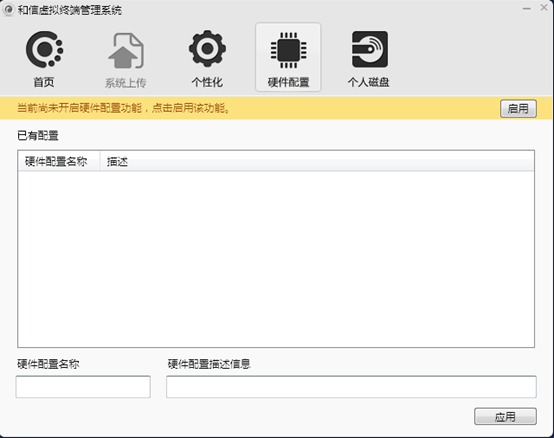 和信虚拟终端管理系统
首页 系统上传 个性化 硬件配置 个人磁盘
当前尚未开启硬件配置功能，点击启用该功能。 启用
已有配置
硬件配置名称 描述
硬件配置名称 硬件配置描述信息
应用